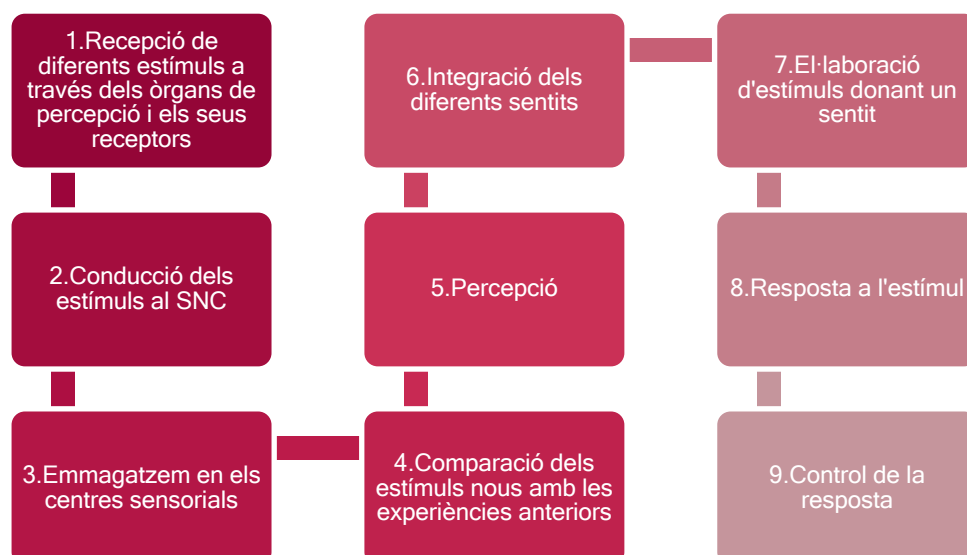 1.Recepció de
diferents estímuls a
través dels òrgans de
percepció i els seus
receptors
2.Conducció dels
estímuls al SNC
3.Emmagatzem en els
centres sensorials
4.Comparació dels
estímuls nous amb les
experiències anteriors
5.Percepció
6.Integració dels
diferents sentits
7.El·laboració
d'estímuls donant un
sentit
8.Resposta a l'estímul
9.Control de la
resposta